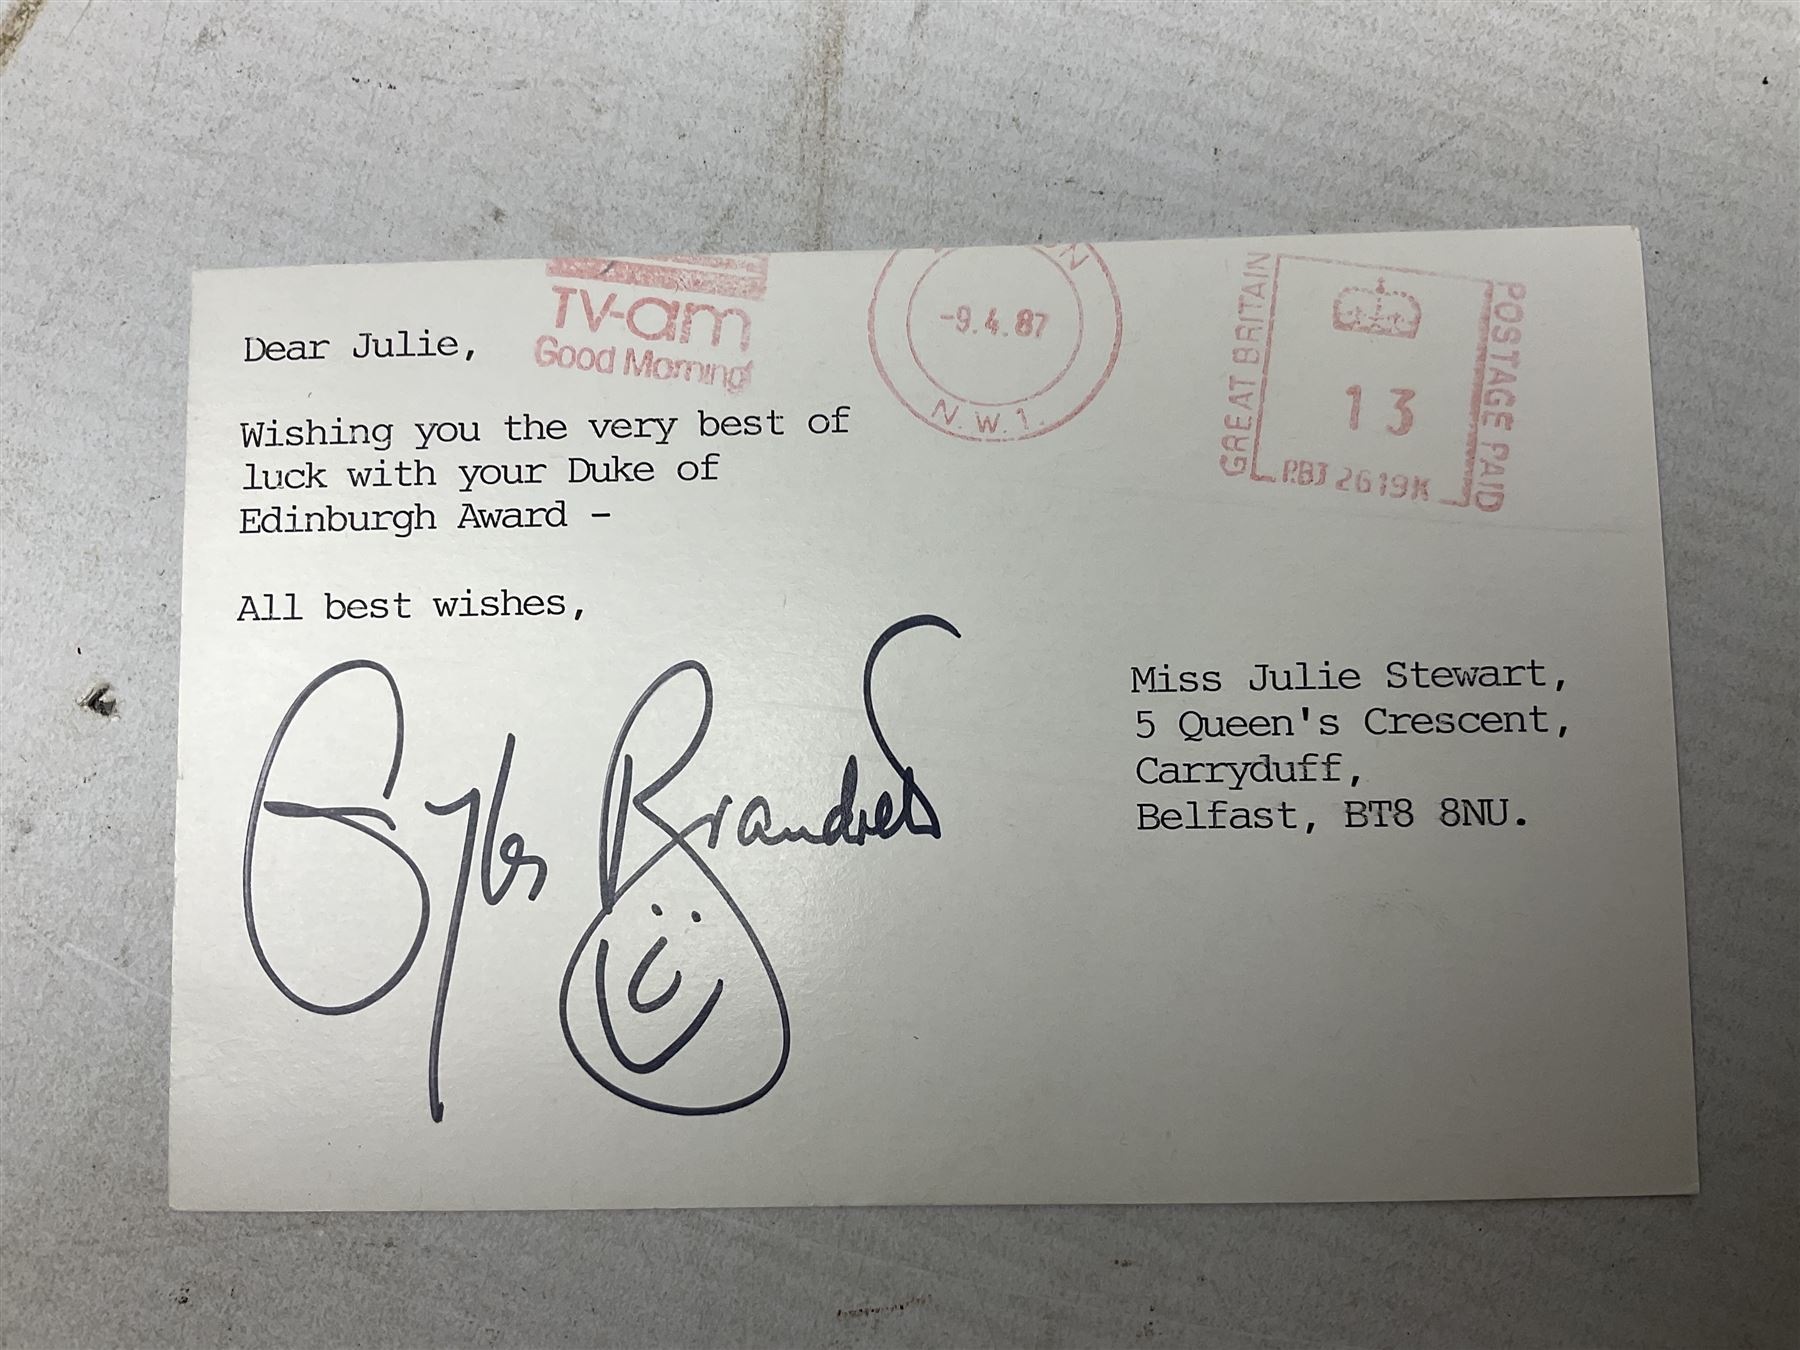 TV-am
Good Morning!
-9.4.87
N.W.1.
GREAT BRITAIN
13
POSTAGE PAID
Dear Julie,
Wishing you the very best of
luck with your Duke of
Edinburgh Award -
All best wishes,
Gyles Brandreth
Miss Julie Stewart,
5 Queen's Crescent,
Carryduff,
Belfast, BT8 8NU.